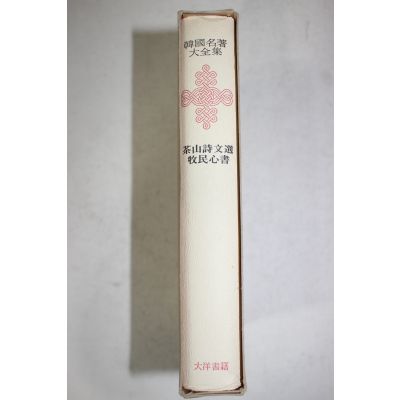 韓國名著
大全集
茶山詩文選
牧民心書
大洋書籍